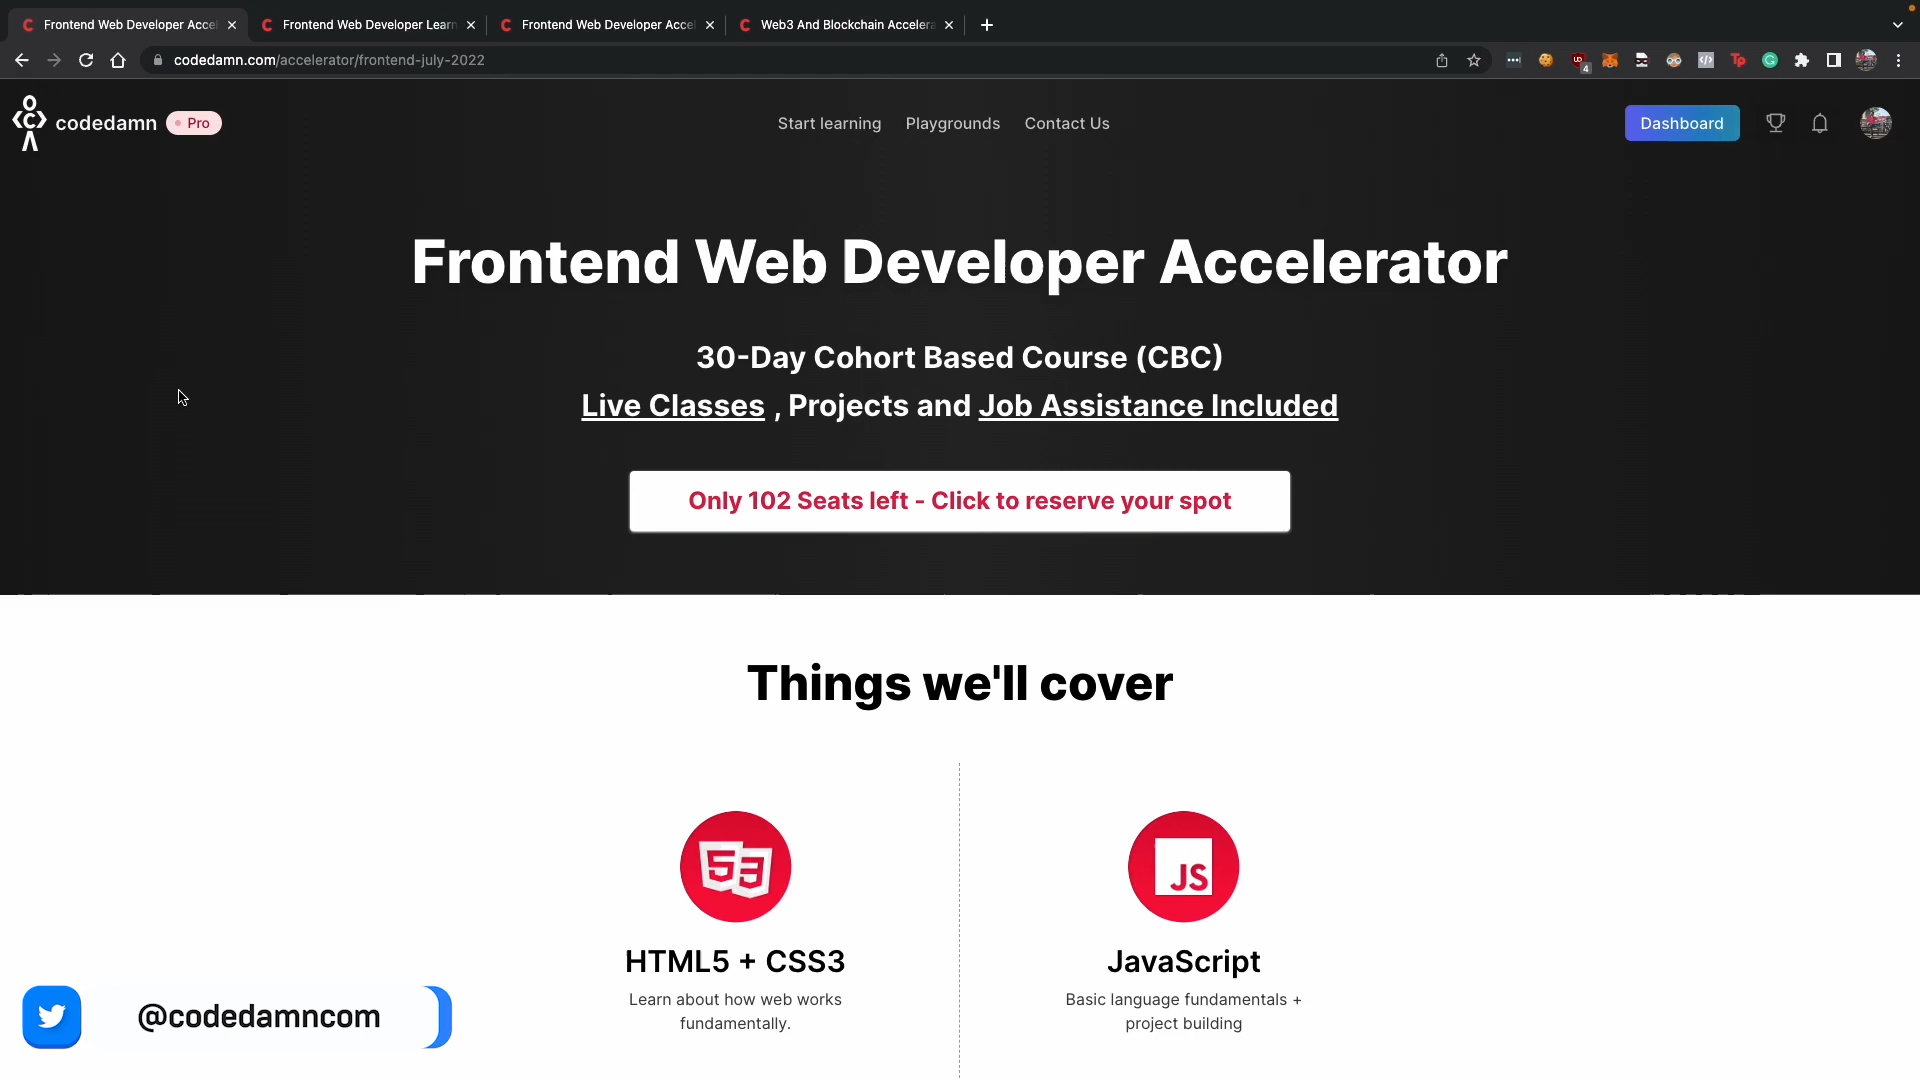 Frontend Web Developer Accel
Frontend Web Developer Learn
Frontend Web Developer Accel
Web3 And Blockchain Accelera
codedamn.com/accelerator/frontend-july-2022
codedamn
Pro
Start learning
Playgrounds
Contact Us
Dashboard
Frontend Web Developer Accelerator
30-Day Cohort Based Course (CBC)
Live Classes , Projects and Job Assistance Included
Only 102 Seats left - Click to reserve your spot
Things we'll cover
HTML5 + CSS3
Learn about how web works
fundamentally.
JS
JavaScript
Basic language fundamentals +
project building
@codedamncom